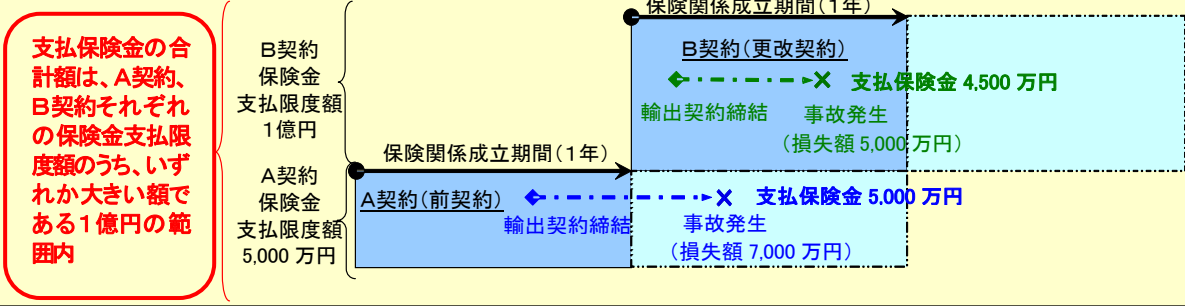 支払保険金の合
計額は、A契約、
B契約それぞれ
の保険金支払限
度額のうち、いず
れか大きい額で
ある1億円の範
囲内
B契約
保険金
支払限度額
1億円
A契約
保険金
支払限度額
5,000 万円
保険関係成立期間(1年)
B契約(更改契約)
支払保険金 4,500 万円
輸出契約締結
事故発生
(損失額 5,000 万円)
保険関係成立期間(1年)
A契約(前契約)
支払保険金 5,000 万円
輸出契約締結
事故発生
(損失額 7,000 万円)